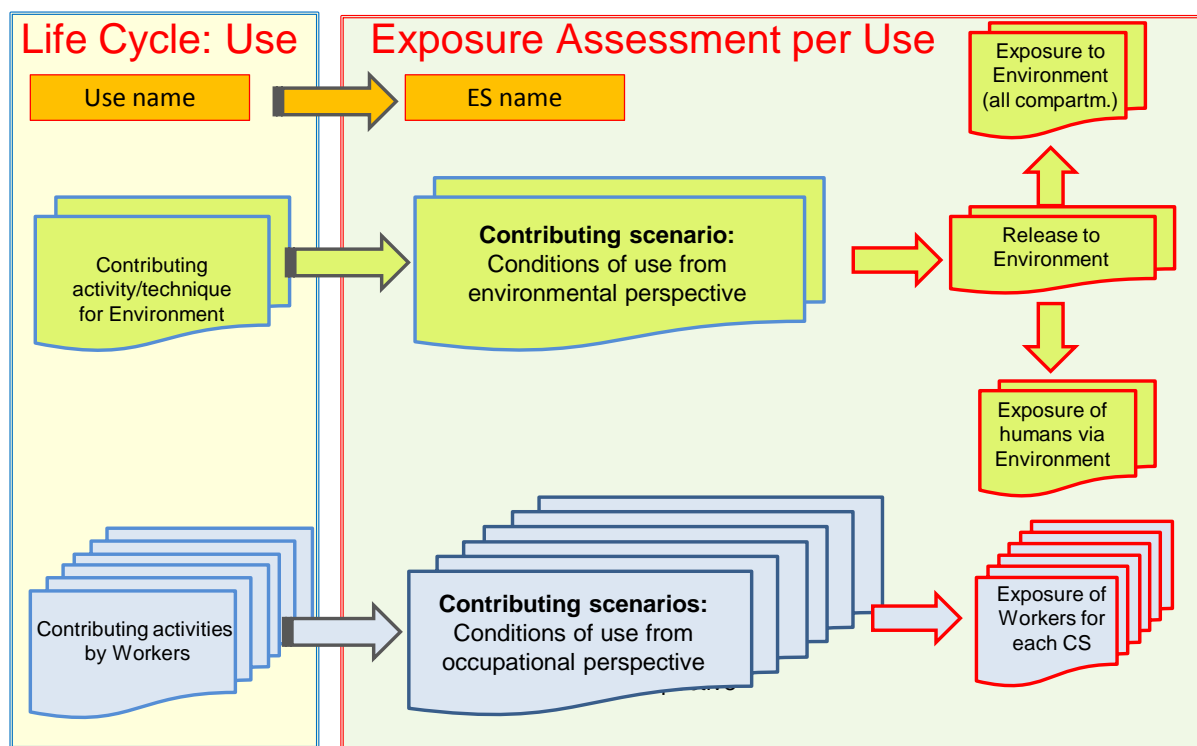 Life Cycle: Use
Exposure Assessment per Use
Use name
ES name
Exposure to
Environment
(all compartm.)
Contributing
activity/technique
for Environment
Contributing scenario:
Conditions of use from
environmental perspective
Release to
Environment
Exposure of
humans via
Environment
Contributing activities
by Workers
Contributing scenarios:
Conditions of use from
occupational perspective
Exposure of
Workers for
each CS